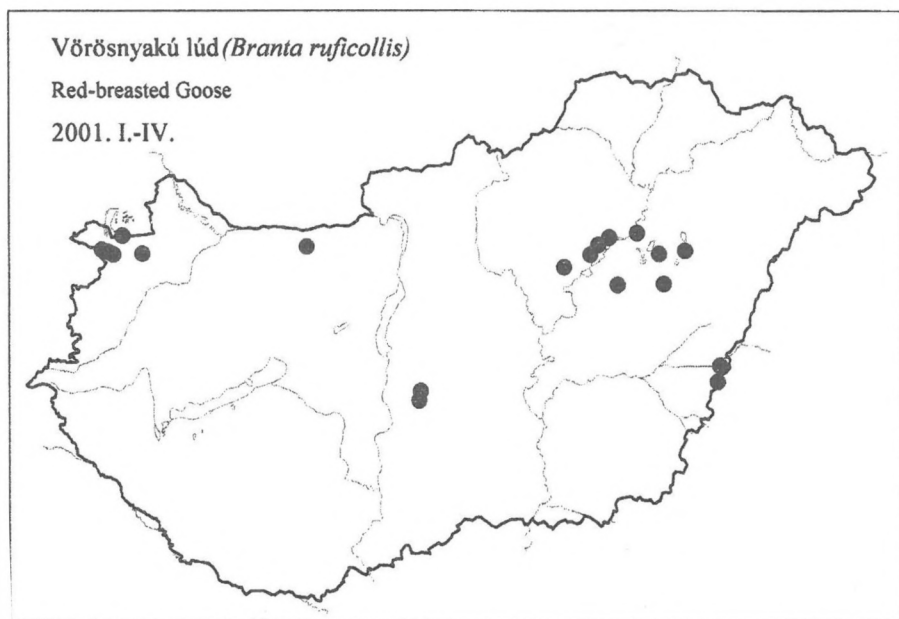 Vörösnyakú lúd (Branta ruficollis)
Red-breasted Goose
2001. I.-IV.